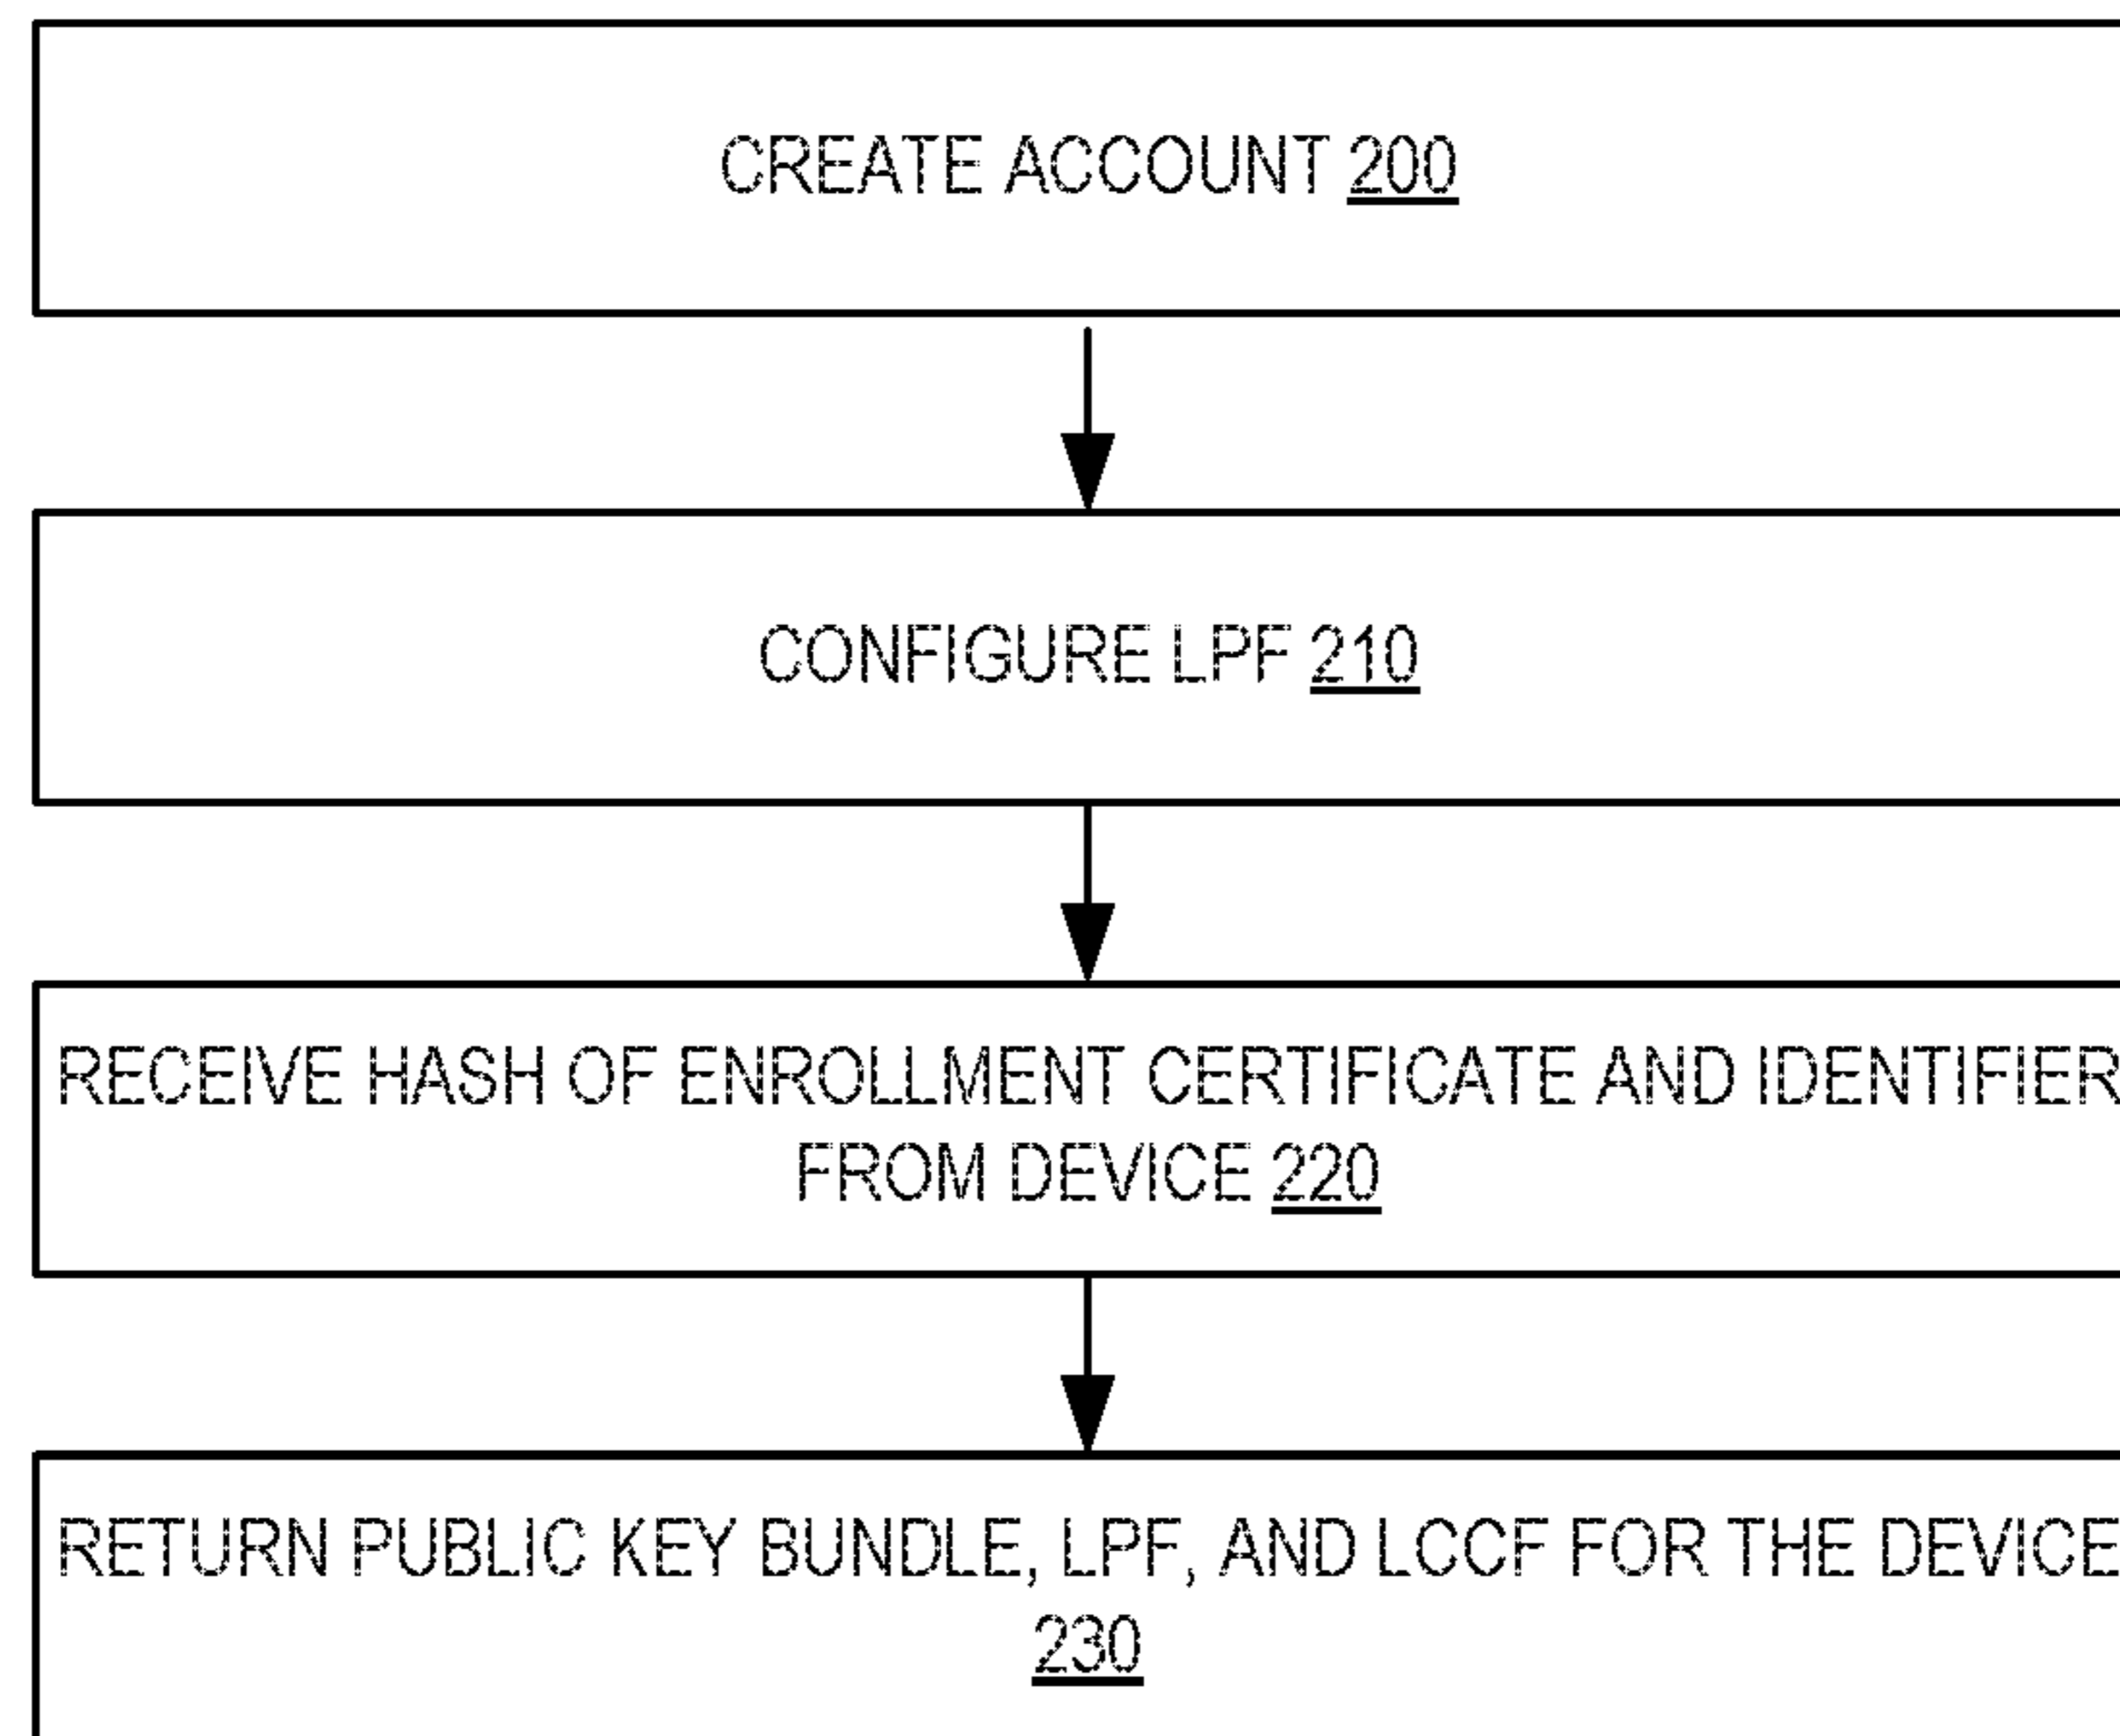 CREATE ACCOUNT 200
CONFIGURE LPF 210
RECEIVE HASH OF ENROLLMENT CERTIFICATE AND IDENTIFIER
FROM DEVICE 220
RETURN PUBLIC KEY BUNDLE, LPF, AND LCCF FOR THE DEVICE
230